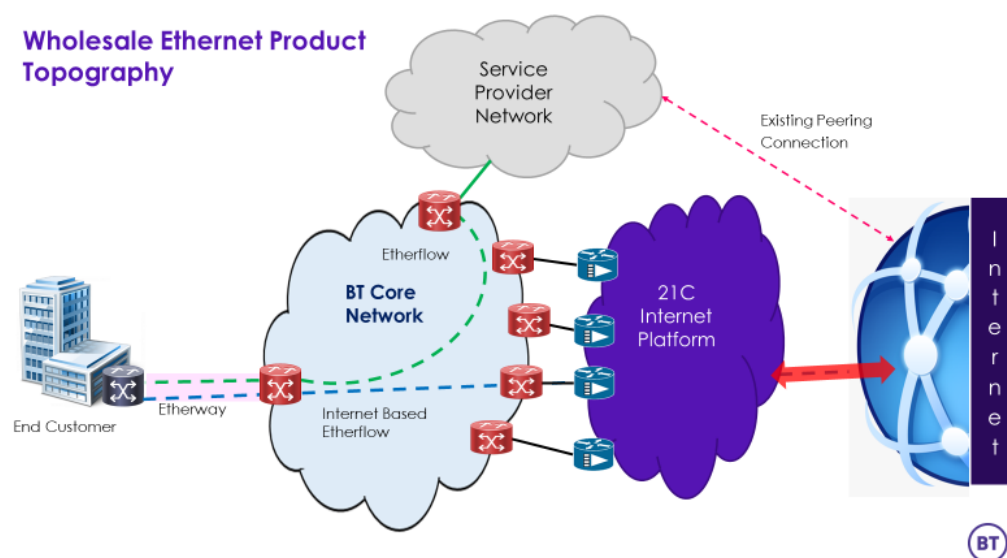 Wholesale Ethernet Product
Topography
Service
Provider
Network
Existing Peering
Connection
Etherflow
BT Core
Network
21C
Internet
Platform
Internet
Etherway
End Customer
Internet Based
Etherflow
BT